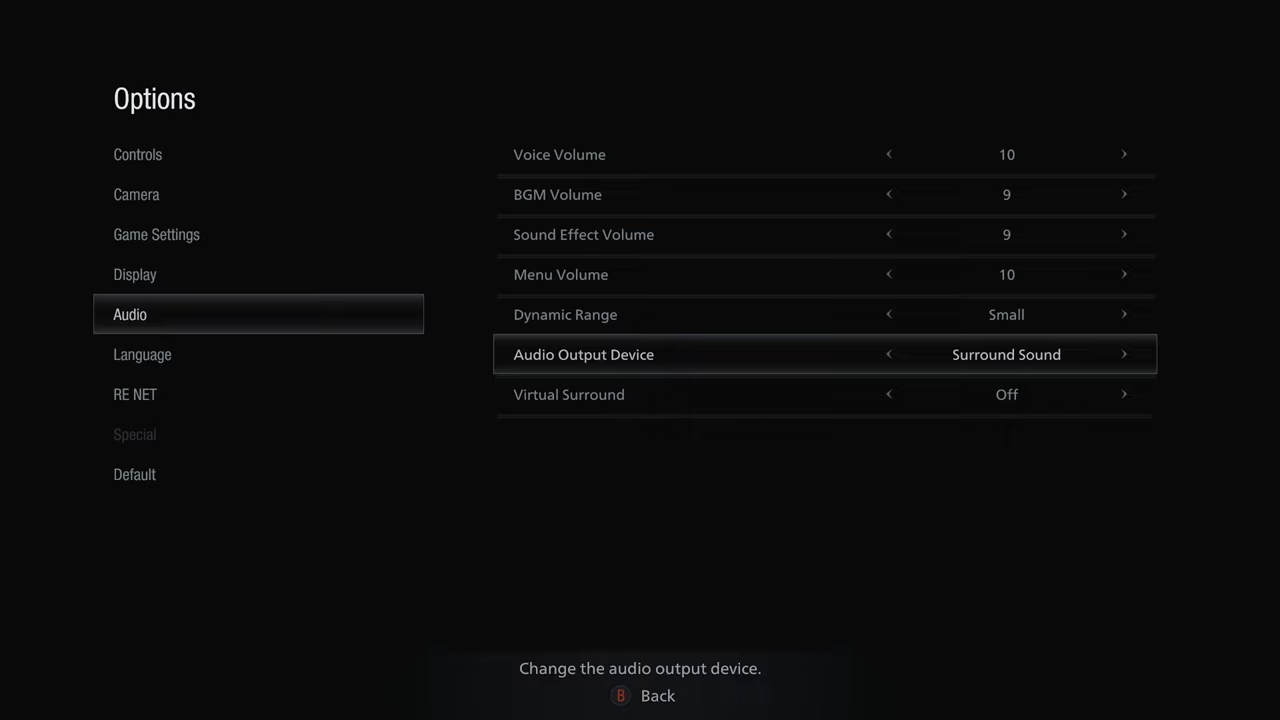 Options
Controls
Camera
Game Settings
Display
Audio
Language
RE NET
Special
Default
Voice Volume 10
BGM Volume 9
Sound Effect Volume 9
Menu Volume 10
Dynamic Range Small
Audio Output Device Surround Sound
Virtual Surround Off
Change the audio output device.
B Back